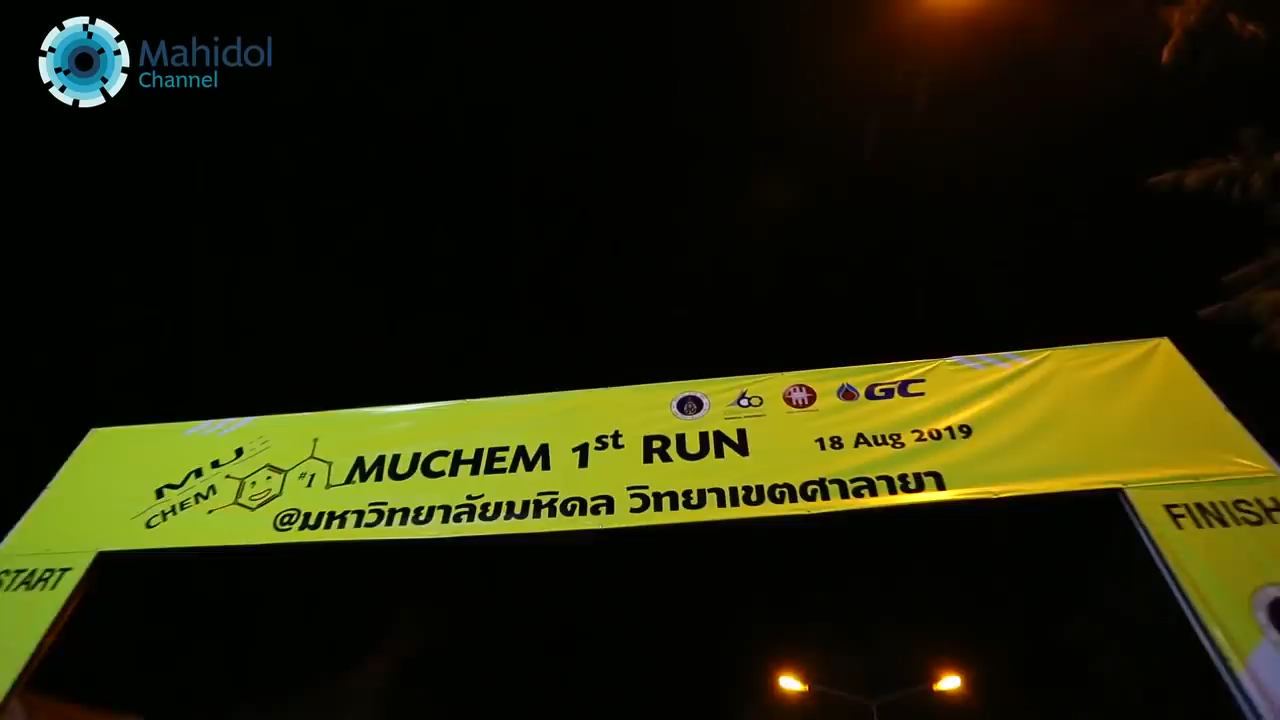 Mahidol
Channel
MU
CHEM
#1
MUCHEM 1st RUN
GC
18 Aug 2019
@มหาวิทยาลัยมหิดล วิทยาเขตศาลายา
START
FINISH